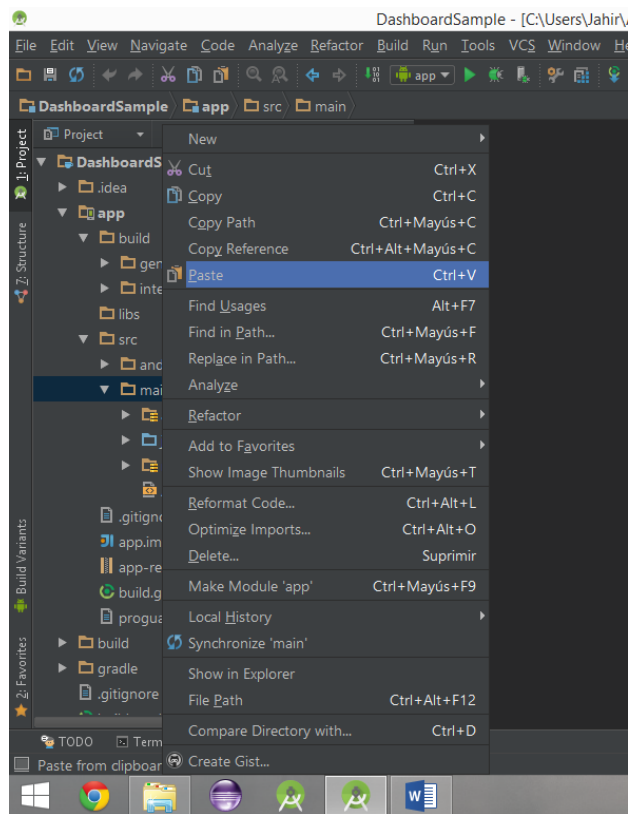 DashboardSample - [C:\Users\Jahir\
File Edit View Navigate Code Analyze Refactor Build Run Tools VCS Window
app
DashboardSample app src main
1: Project
Project
DashboardS
.idea
app
build
gen
inte
libs
src
and
mai
.gitigno
app.im
app-re
build.g
progua
build
gradle
.gitignore
7: Structure
Build Variants
2: Favorites
New
Cut Ctrl+X
Copy Ctrl+C
Copy Path Ctrl+Mayús+C
Copy Reference Ctrl+Alt+Mayús+C
Paste Ctrl+V
Find Usages Alt+F7
Find in Path... Ctrl+Mayús+F
Replace in Path... Ctrl+Mayús+R
Analyze
Refactor
Add to Favorites
Show Image Thumbnails Ctrl+Mayús+T
Reformat Code... Ctrl+Alt+L
Optimize Imports... Ctrl+Alt+O
Delete... Suprimir
Make Module 'app' Ctrl+Mayús+F9
Local History
Synchronize 'main'
Show in Explorer
File Path Ctrl+Alt+F12
Compare Directory with... Ctrl+D
Create Gist...
TODO Term
Paste from clipboar